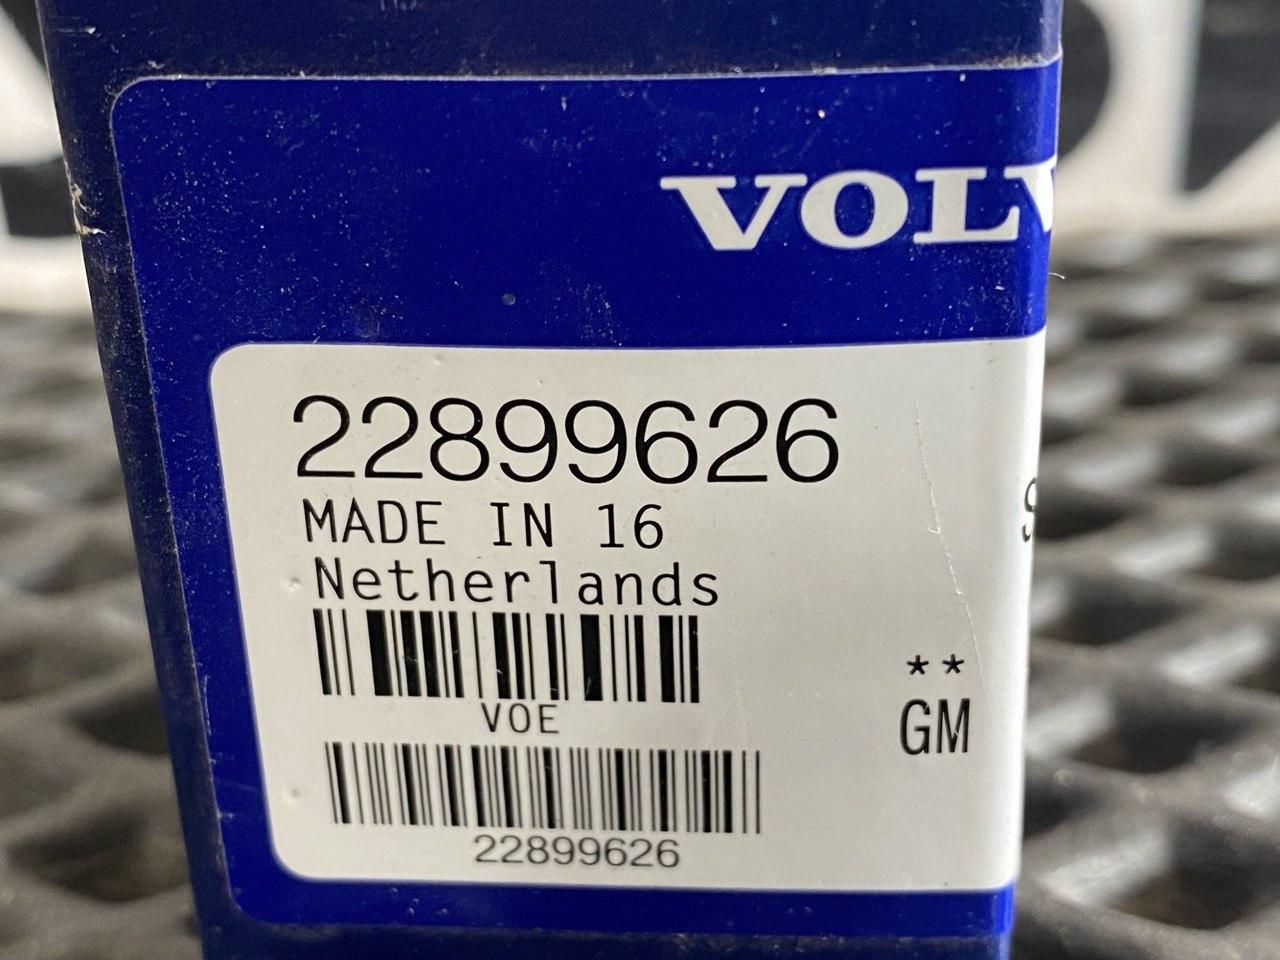 VOLV
22899626
MADE IN 16
Netherlands
VOE
**
GM
22899626